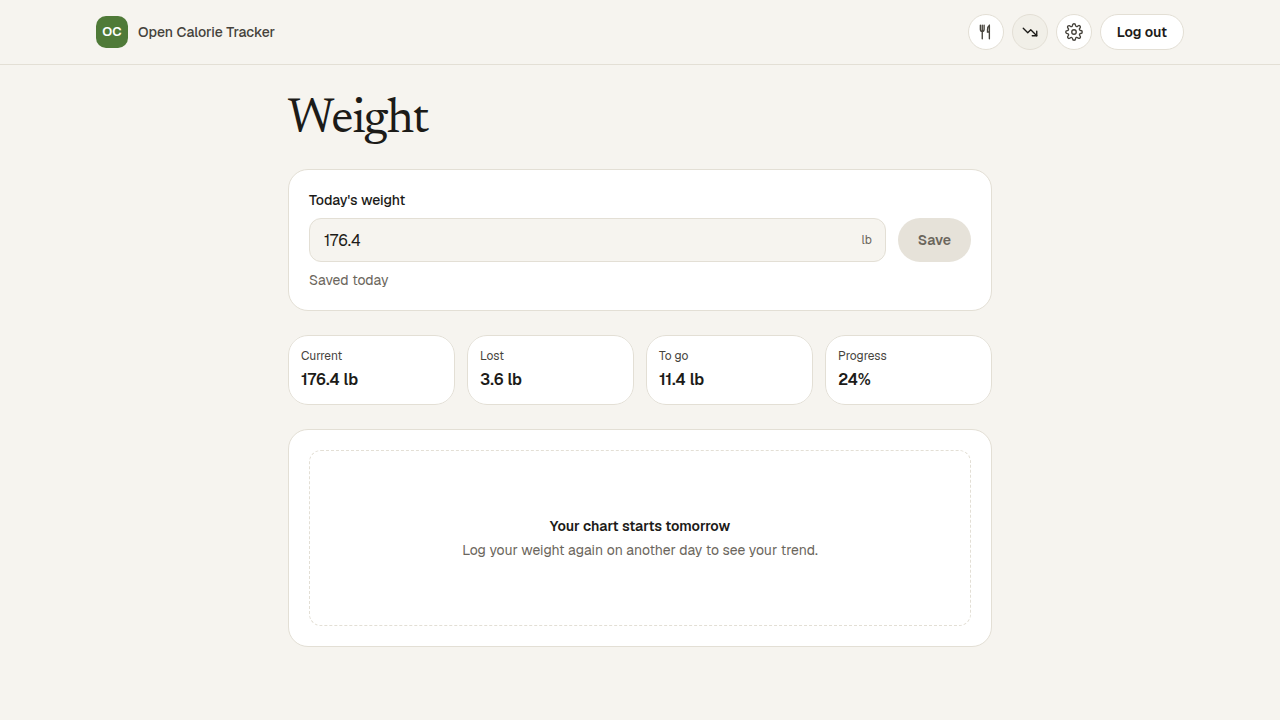 OC
Open Calorie Tracker
Log out
Weight
Today's weight
176.4
lb
Save
Saved today
Current
176.4 lb
Lost
3.6 lb
To go
11.4 lb
Progress
24%
Your chart starts tomorrow
Log your weight again on another day to see your trend.